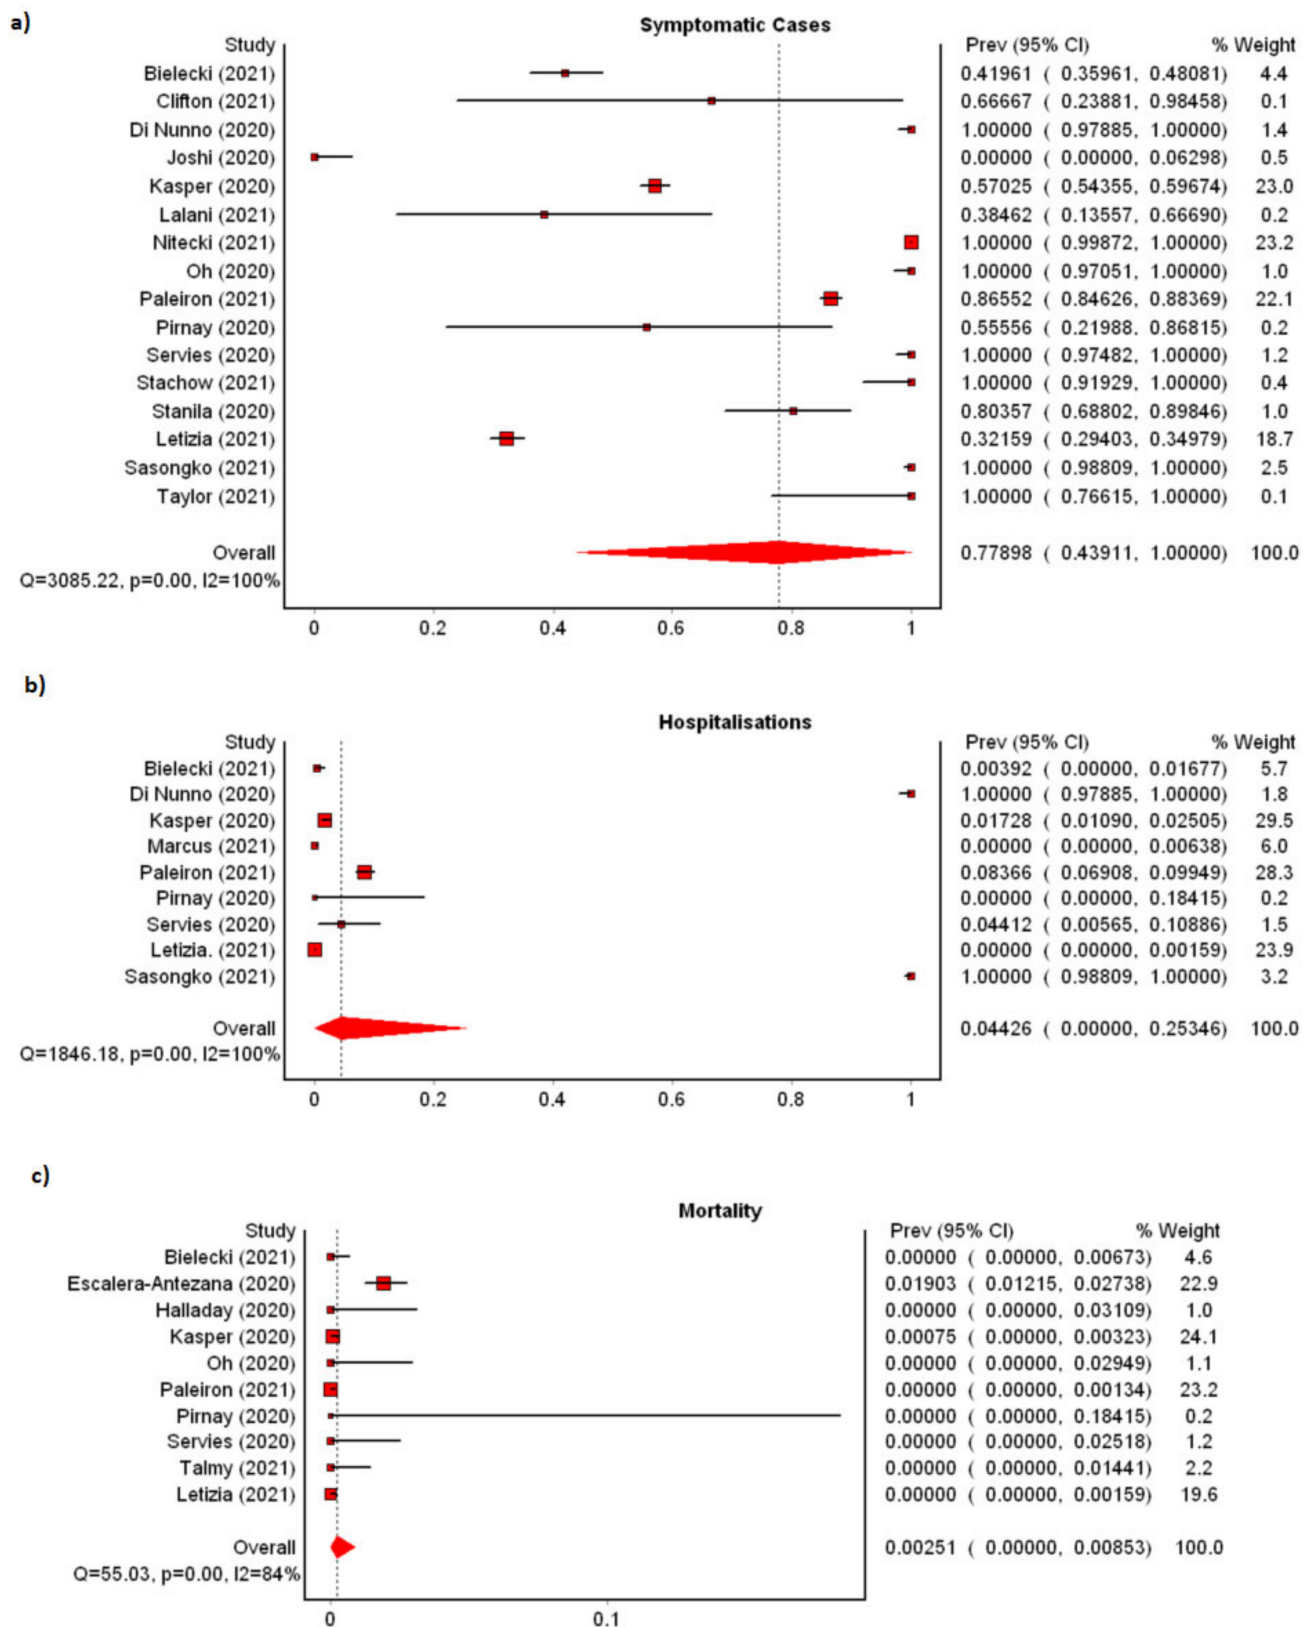 a)
Symptomatic Cases
Study Prev (95% CI) % Weight
Bielecki (2021) 0.41961 ( 0.35961, 0.48081) 4.4
Clifton (2021) 0.66667 ( 0.23881, 0.98458) 0.1
Di Nunno (2020) 1.00000 ( 0.97885, 1.00000) 1.4
Joshi (2020) 0.00000 ( 0.00000, 0.06298) 0.5
Kasper (2020) 0.57025 ( 0.54355, 0.59674) 23.0
Lalani (2021) 0.38462 ( 0.13557, 0.66690) 0.2
Nitecki (2021) 1.00000 ( 0.99872, 1.00000) 23.2
Oh (2020) 1.00000 ( 0.97051, 1.00000) 1.0
Paleiron (2021) 0.86552 ( 0.84626, 0.88369) 22.1
Pirnay (2020) 0.55556 ( 0.21988, 0.86815) 0.2
Servies (2020) 1.00000 ( 0.97482, 1.00000) 1.2
Stachow (2021) 1.00000 ( 0.91929, 1.00000) 0.4
Stanila (2020) 0.80357 ( 0.68802, 0.89846) 1.0
Letizia (2021) 0.32159 ( 0.29403, 0.34979) 18.7
Sasongko (2021) 1.00000 ( 0.98809, 1.00000) 2.5
Taylor (2021) 1.00000 ( 0.76615, 1.00000) 0.1
Overall 0.77898 ( 0.43911, 1.00000) 100.0
Q=3085.22, p=0.00, I2=100%
0 0.2 0.4 0.6 0.8 1
b)
Hospitalisations
Study Prev (95% CI) % Weight
Bielecki (2021) 0.00392 ( 0.00000, 0.01677) 5.7
Di Nunno (2020) 1.00000 ( 0.97885, 1.00000) 1.8
Kasper (2020) 0.01728 ( 0.01090, 0.02505) 29.5
Marcus (2021) 0.00000 ( 0.00000, 0.00638) 6.0
Paleiron (2021) 0.08366 ( 0.06908, 0.09949) 28.3
Pirnay (2020) 0.00000 ( 0.00000, 0.18415) 0.2
Servies (2020) 0.04412 ( 0.00565, 0.10886) 1.5
Letizia. (2021) 0.00000 ( 0.00000, 0.00159) 23.9
Sasongko (2021) 1.00000 ( 0.98809, 1.00000) 3.2
Overall 0.04426 ( 0.00000, 0.25346) 100.0
Q=1846.18, p=0.00, I2=100%
0 0.2 0.4 0.6 0.8 1
c)
Mortality
Study Prev (95% CI) % Weight
Bielecki (2021) 0.00000 ( 0.00000, 0.00673) 4.6
Escalera-Antezana (2020) 0.01903 ( 0.01215, 0.02738) 22.9
Halladay (2020) 0.00000 ( 0.00000, 0.03109) 1.0
Kasper (2020) 0.00075 ( 0.00000, 0.00323) 24.1
Oh (2020) 0.00000 ( 0.00000, 0.02949) 1.1
Paleiron (2021) 0.00000 ( 0.00000, 0.00134) 23.2
Pirnay (2020) 0.00000 ( 0.00000, 0.18415) 0.2
Servies (2020) 0.00000 ( 0.00000, 0.02518) 1.2
Talmy (2021) 0.00000 ( 0.00000, 0.01441) 2.2
Letizia (2021) 0.00000 ( 0.00000, 0.00159) 19.6
Overall 0.00251 ( 0.00000, 0.00853) 100.0
Q=55.03, p=0.00, I2=84%
0 0.1